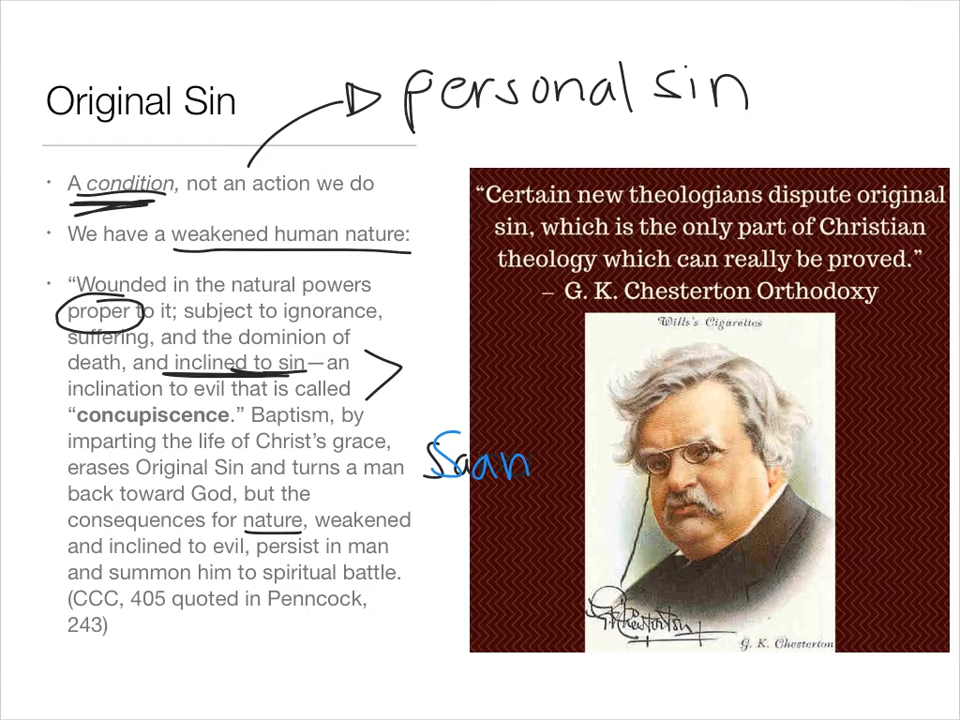 personal sin
Original Sin
• A condition, not an action we do
• We have a weakened human nature:
• “Wounded in the natural powers
proper to it; subject to ignorance,
suffering, and the dominion of
death, and inclined to sin—an
inclination to evil that is called
“concupiscence.” Baptism, by
imparting the life of Christ’s grace,
erases Original Sin and turns a man
back toward God, but the
consequences for nature, weakened
and inclined to evil, persist in man
and summon him to spiritual battle.
(CCC, 405 quoted in Penncock,
243)
“Certain new theologians dispute original
sin, which is the only part of Christian
theology which can really be proved.”
– G. K. Chesterton Orthodoxy
Wills's Cigarettes
GKChesterton
G. K. Chesterton